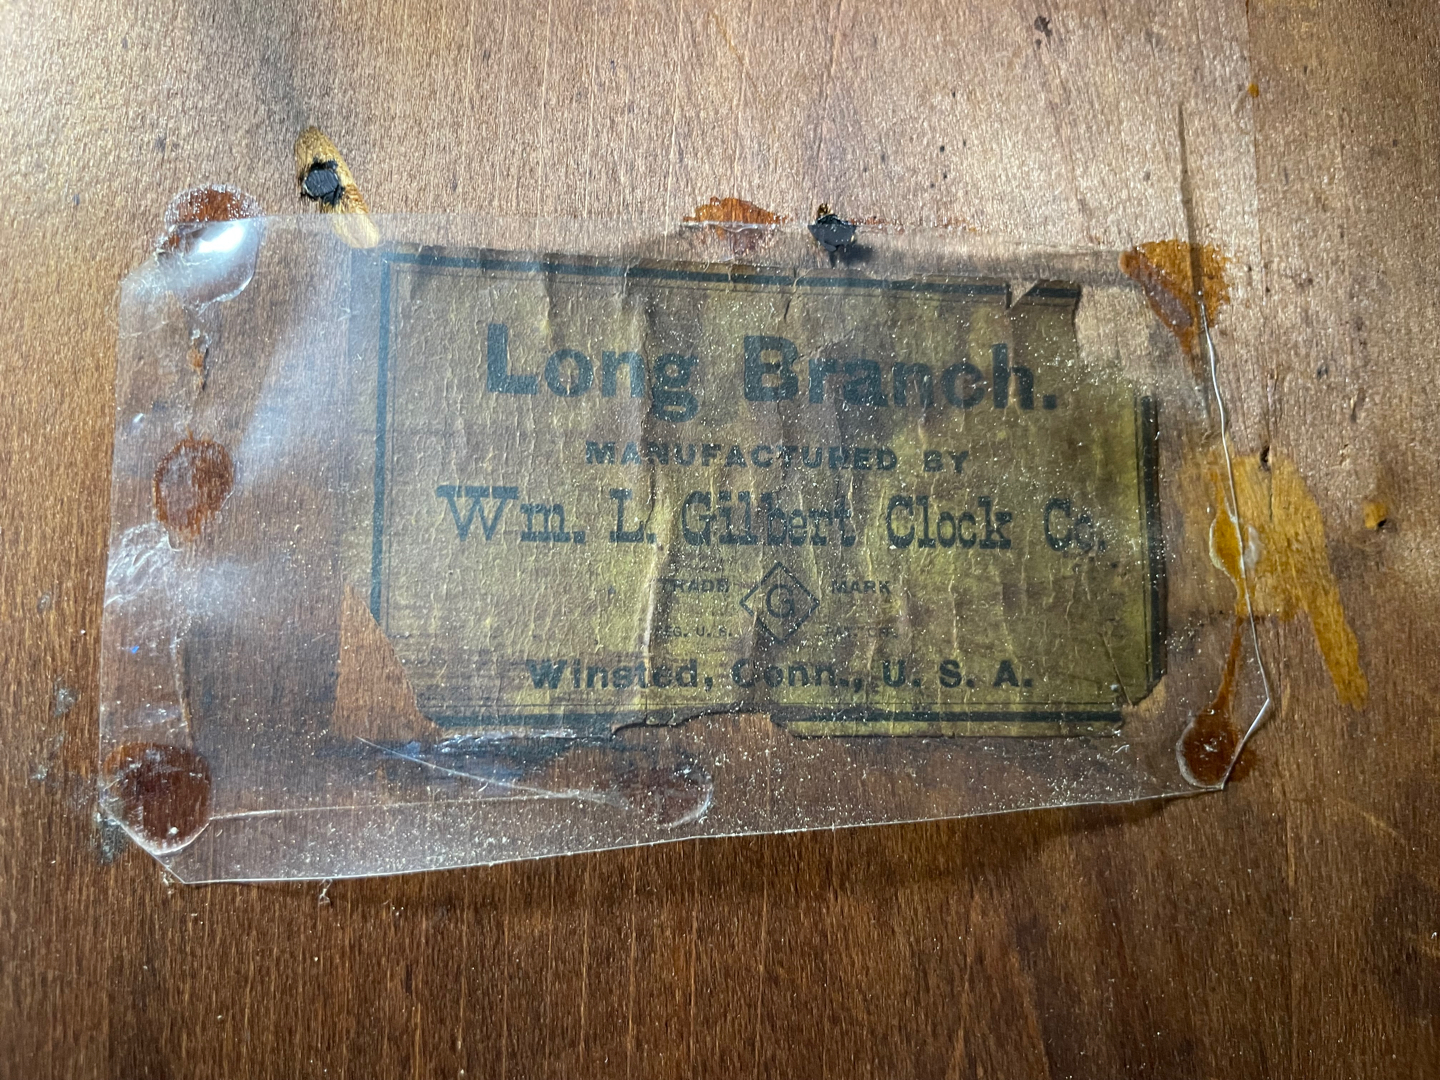 Long Branch.
MANUFACTURED BY
Wm. L. Gilbert Clock Co.
TRADE G MARK
U. S.
Winsted, Conn., U. S. A.